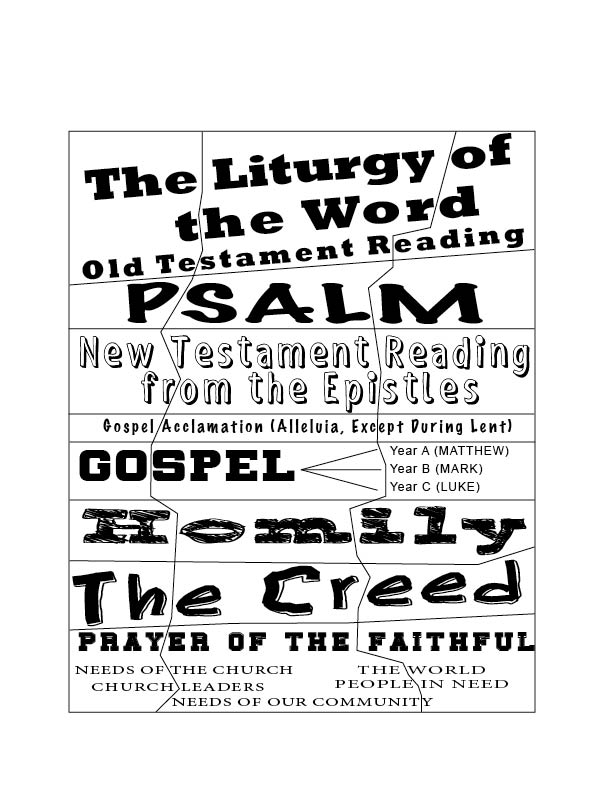 The Liturgy of
the Word
Old Testament Reading
PSALM
New Testament Reading
from the Epistles
Gospel Acclamation (Alleluia, Except During Lent)
GOSPEL
Year A (MATTHEW)
Year B (MARK)
Year C (LUKE)
Homily
The Creed
PRAYER OF THE FAITHFUL
NEEDS OF THE CHURCH THE WORLD
CHURCH LEADERS PEOPLE IN NEED
NEEDS OF OUR COMMUNITY